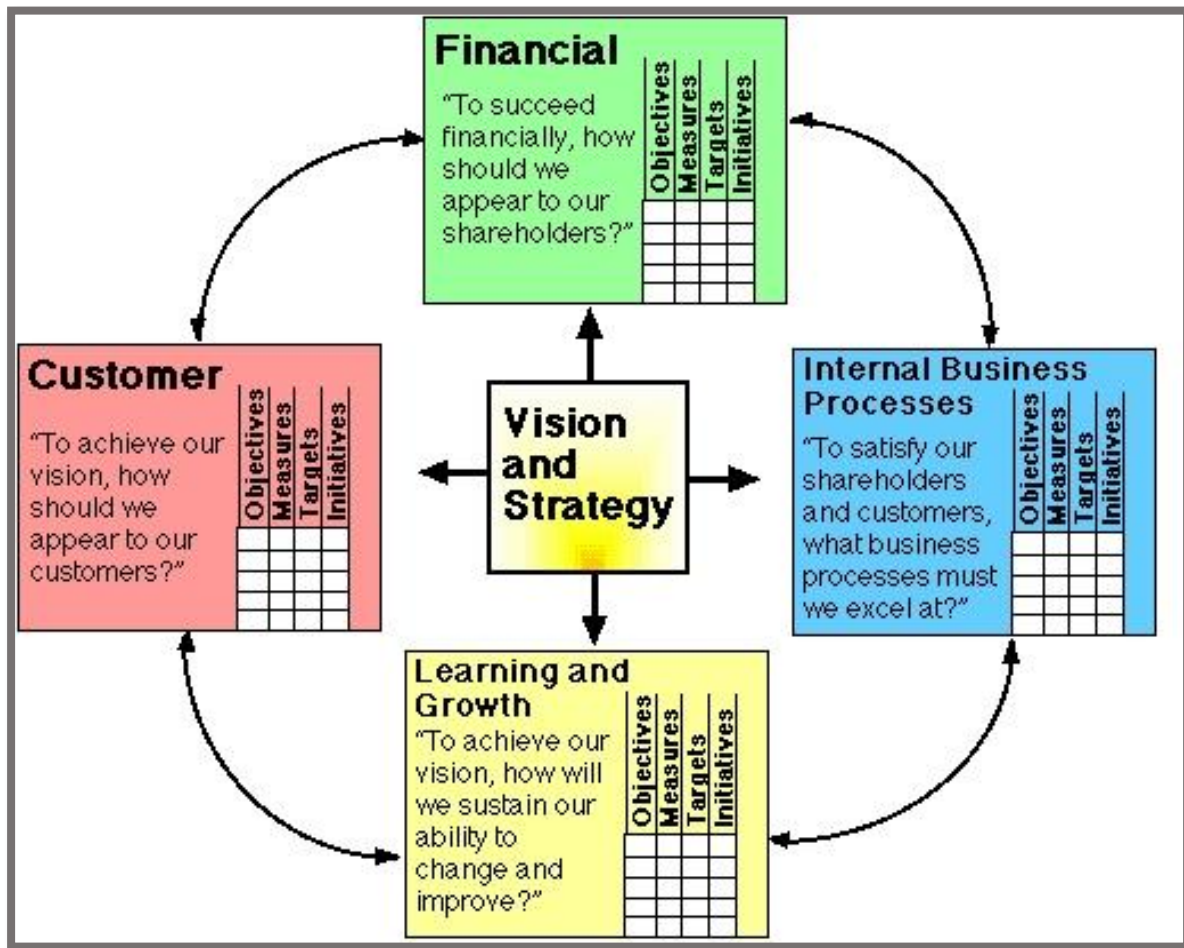 Financial
“To succeed
financially, how
should we
appear to our
shareholders?”
Objectives
Measures
Targets
Initiatives
Customer
“To achieve our
vision, how
should we
appear to our
customers?”
Objectives
Measures
Targets
Initiatives
Vision
and
Strategy
Internal Business
Processes
“To satisfy our
shareholders
and customers,
what business
processes must
we excel at?”
Objectives
Measures
Targets
Initiatives
Learning and
Growth
“To achieve our
vision, how will
we sustain our
ability to
change and
improve?”
Objectives
Measures
Targets
Initiatives